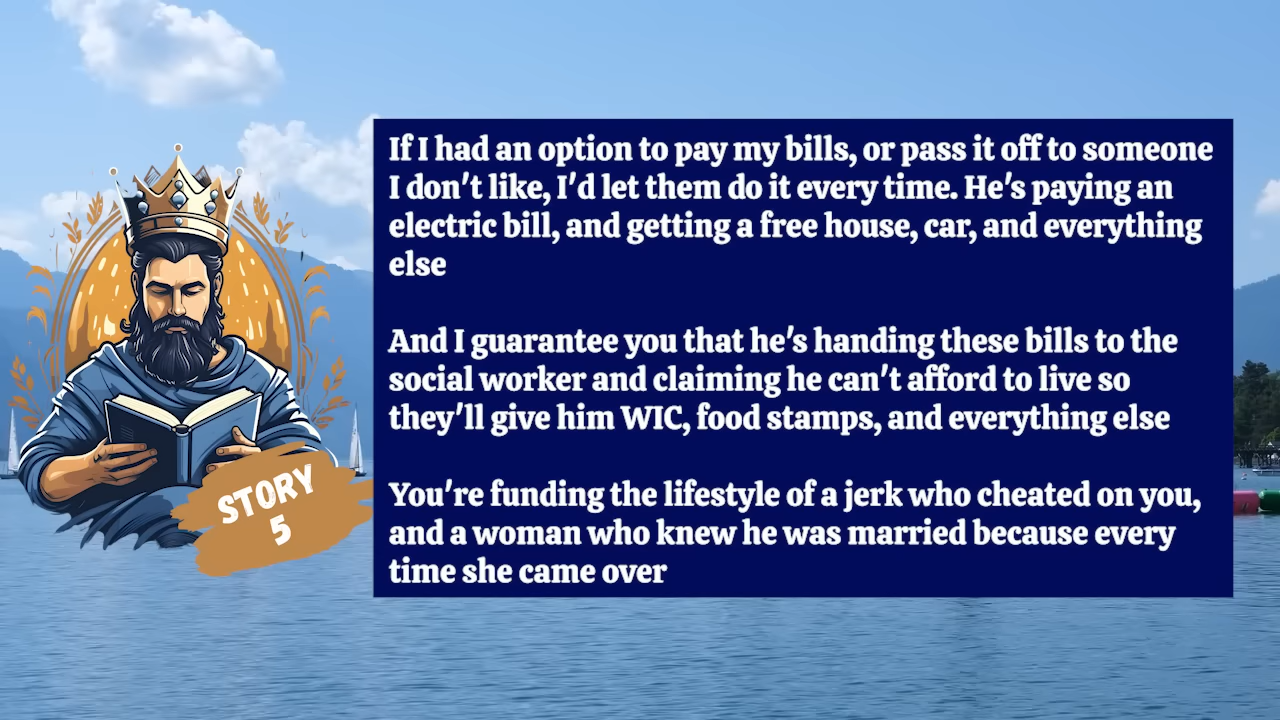 If I had an option to pay my bills, or pass it off to someone
I don't like, I'd let them do it every time. He's paying an
electric bill, and getting a free house, car, and everything
else
And I guarantee you that he's handing these bills to the
social worker and claiming he can't afford to live so
they'll give him WIC, food stamps, and everything else
You're funding the lifestyle of a jerk who cheated on you,
and a woman who knew he was married because every
time she came over
STORY
5